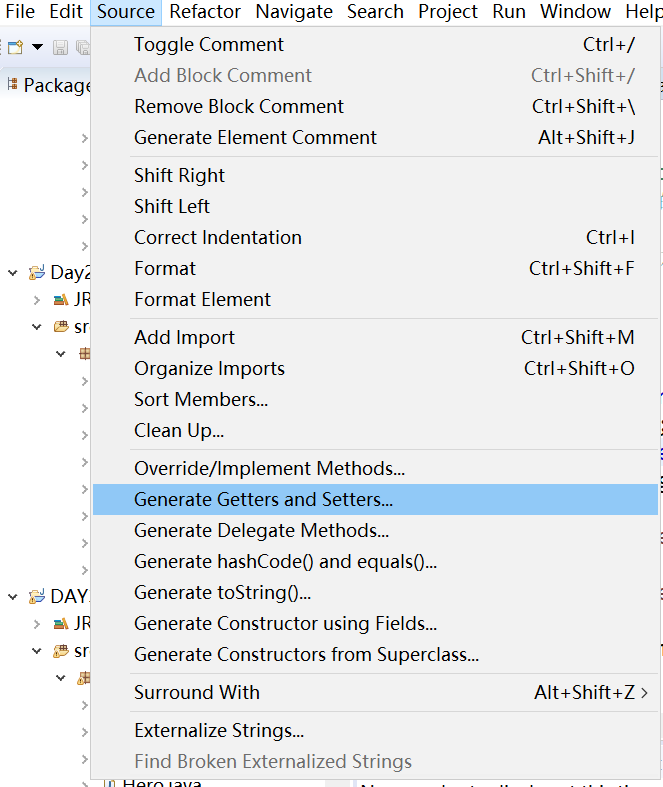 File Edit Source Refactor Navigate Search Project Run Window Help
Package
Toggle Comment Ctrl+/
Add Block Comment Ctrl+Shift+/
Remove Block Comment Ctrl+Shift+\
Generate Element Comment Alt+Shift+J
Shift Right
Shift Left
Correct Indentation Ctrl+I
Format Ctrl+Shift+F
Format Element
Add Import Ctrl+Shift+M
Organize Imports Ctrl+Shift+O
Sort Members...
Clean Up...
Override/Implement Methods...
Generate Getters and Setters...
Generate Delegate Methods...
Generate hashCode() and equals()...
Generate toString()...
Generate Constructor using Fields...
Generate Constructors from Superclass...
Surround With Alt+Shift+Z
Externalize Strings...
Find Broken Externalized Strings
Day2
JR
sr
DAY
JR
sr
Hero.java